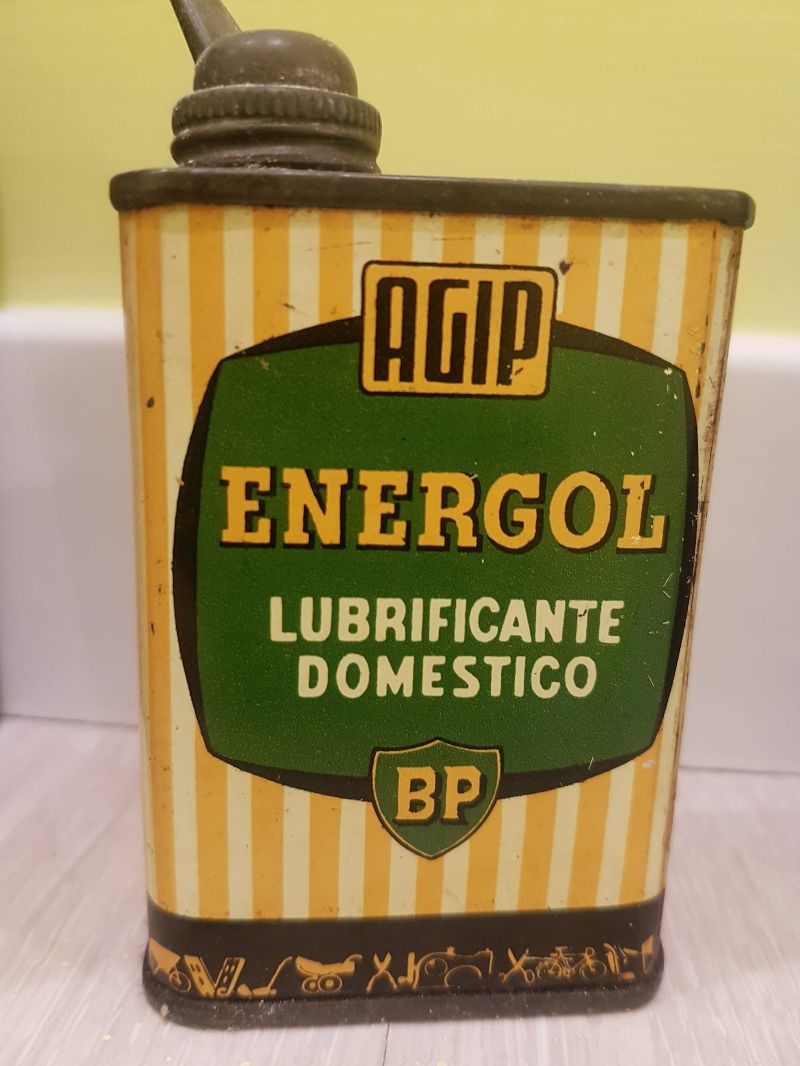 AGIP
ENERGOL
LUBRIFICANTE
DOMESTICO
BP